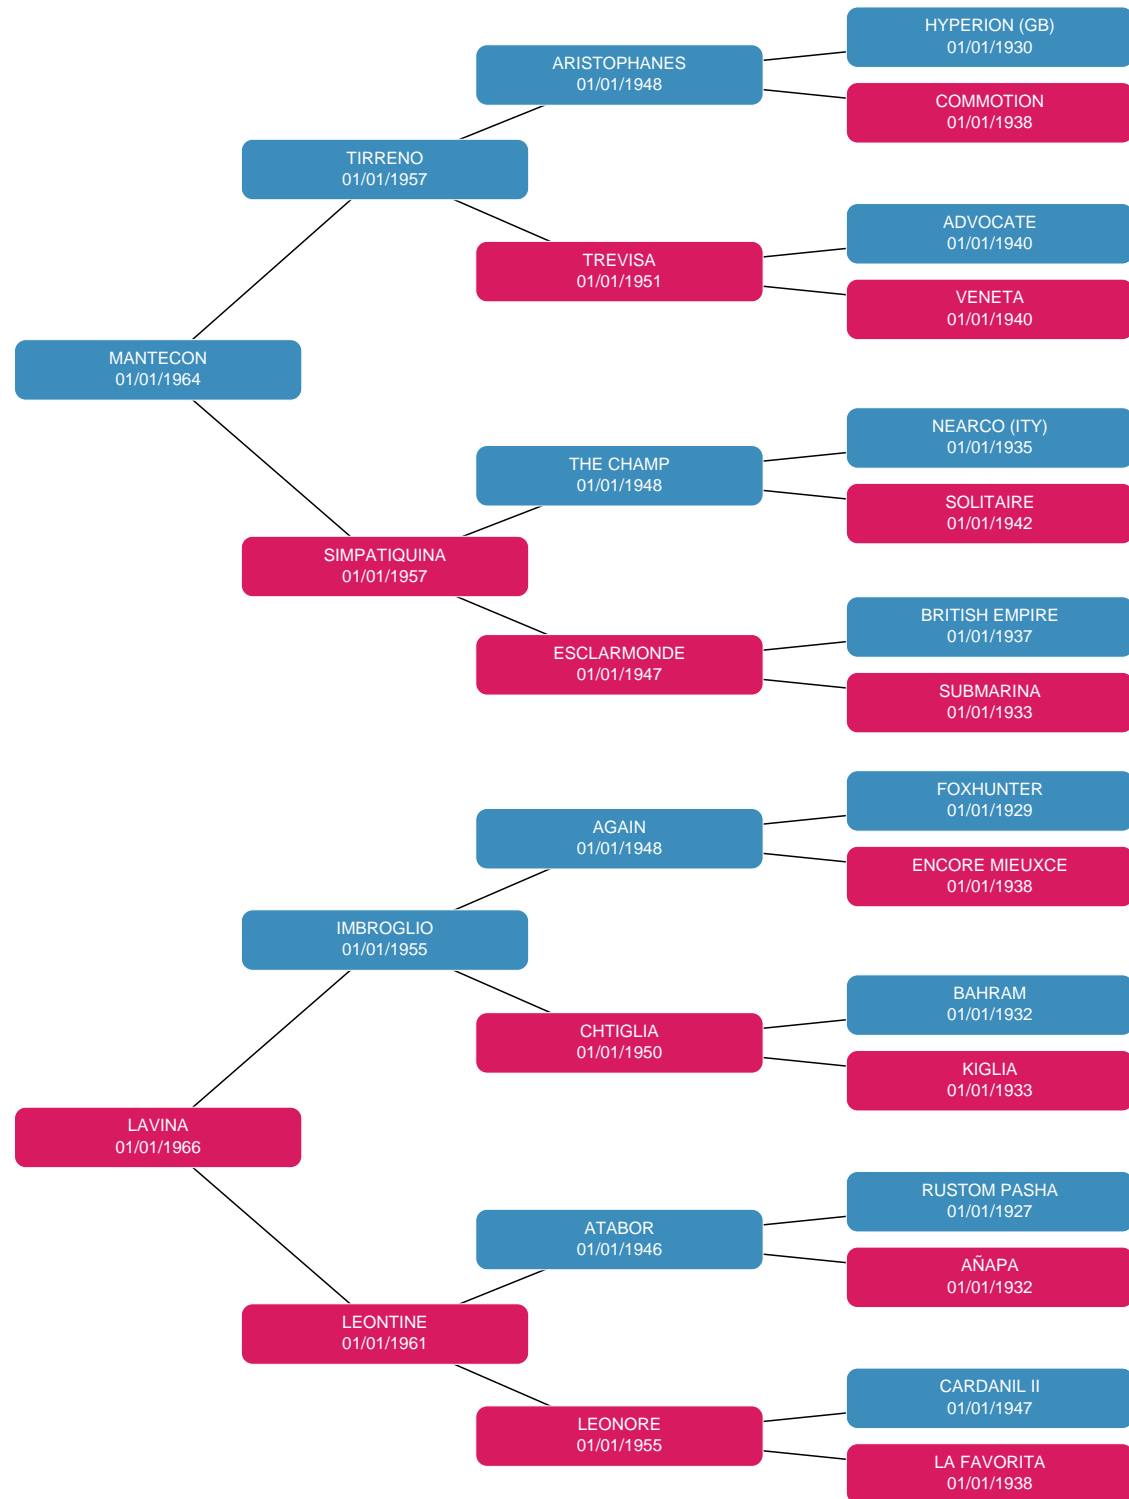 HYPERION (GB)
01/01/1930
ARISTOPHANES
01/01/1948
COMMOTION
01/01/1938
TIRRENO
01/01/1957
ADVOCATE
01/01/1940
TREVISA
01/01/1951
VENETA
01/01/1940
MANTECON
01/01/1964
NEARCO (ITY)
01/01/1935
THE CHAMP
01/01/1948
SOLITAIRE
01/01/1942
SIMPATIQUINA
01/01/1957
BRITISH EMPIRE
01/01/1937
ESCLARMONDE
01/01/1947
SUBMARINA
01/01/1933
FOXHUNTER
01/01/1929
AGAIN
01/01/1948
ENCORE MIEUXCE
01/01/1938
IMBROGLIO
01/01/1955
BAHRAM
01/01/1932
CHTIGLIA
01/01/1950
KIGLIA
01/01/1933
LAVINA
01/01/1966
RUSTOM PASHA
01/01/1927
ATABOR
01/01/1946
AÑAPA
01/01/1932
LEONTINE
01/01/1961
CARDANIL II
01/01/1947
LEONORE
01/01/1955
LA FAVORITA
01/01/1938